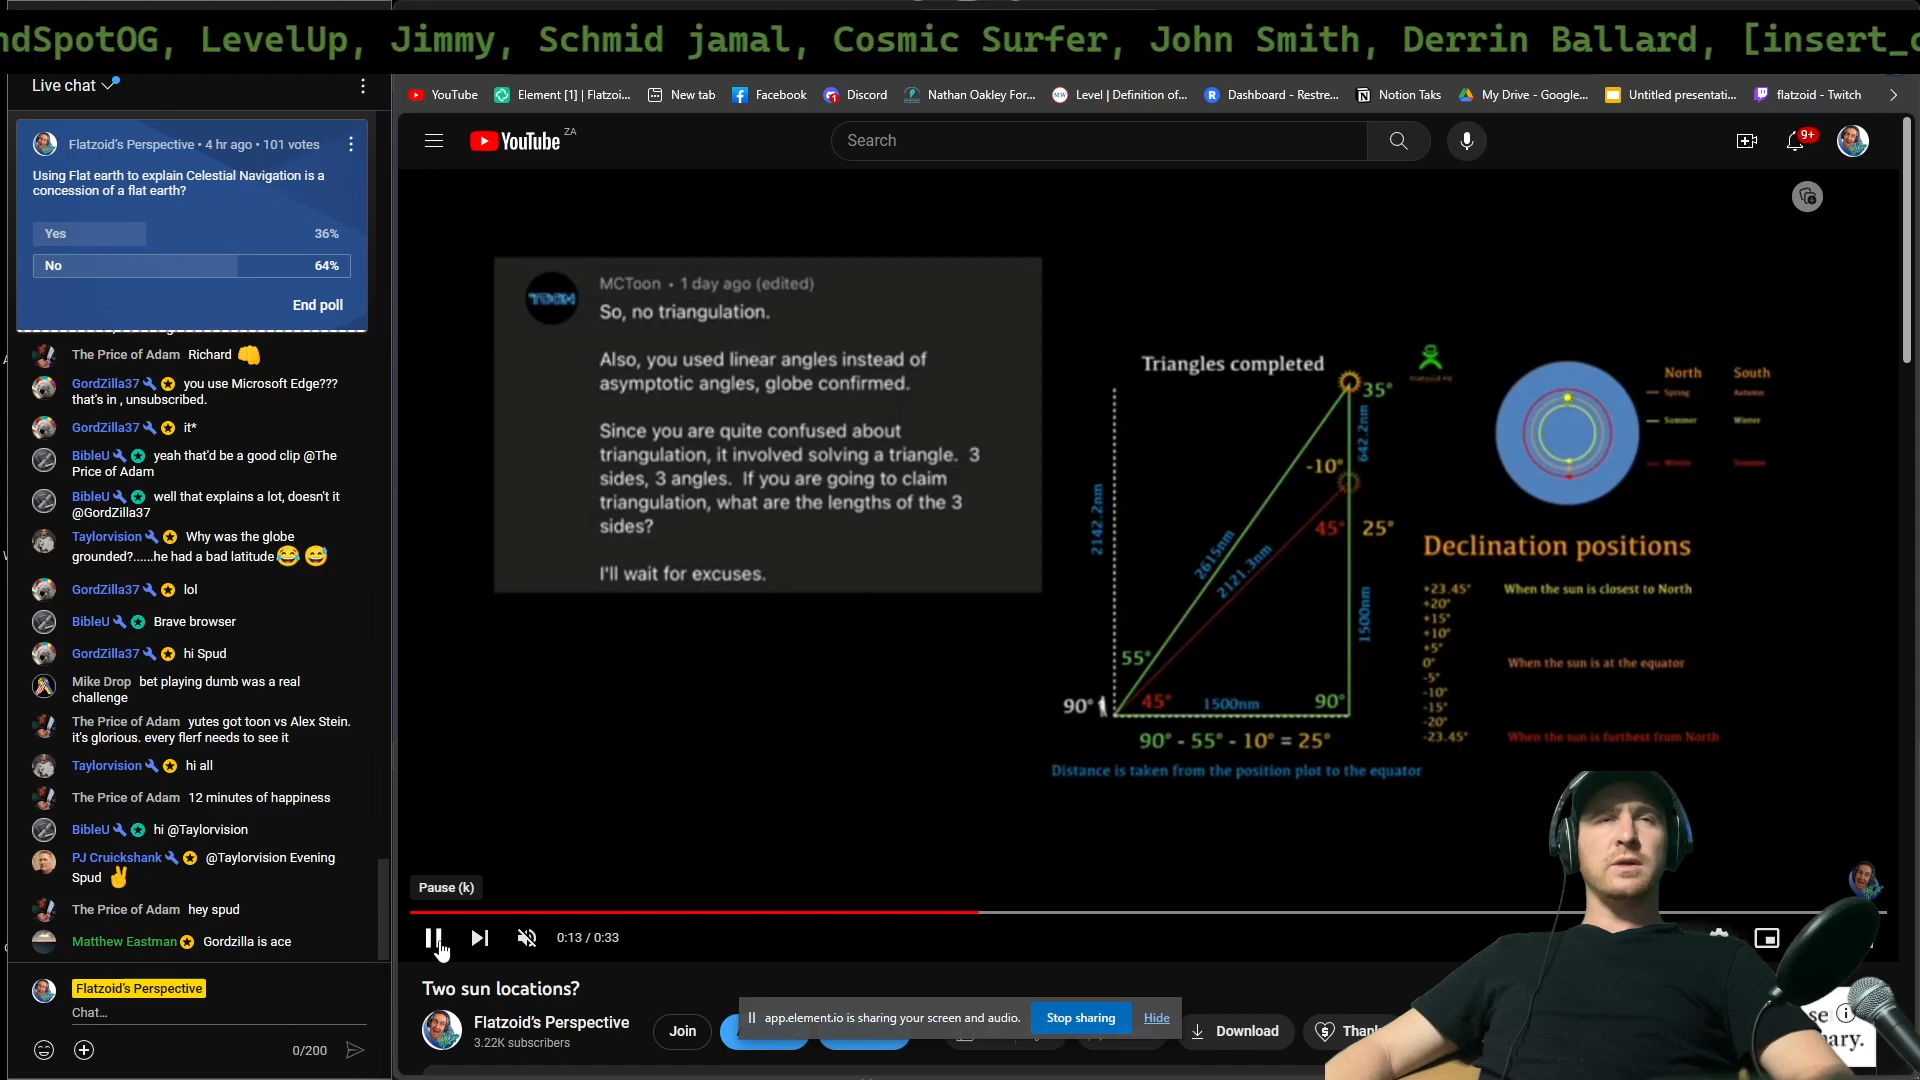 ndSpotOG, LevelUp, Jimmy, Schmid jamal, Cosmic Surfer, John Smith, Derrin Ballard, [insert_c
Live chat
Flatzoid's Perspective • 4 hr ago • 101 votes
Using Flat earth to explain Celestial Navigation is a
concession of a flat earth?
Yes 36%
No 64%
End poll
The Price of Adam Richard
GordZilla37 you use Microsoft Edge???
that's in , unsubscribed.
GordZilla37 it*
BibleU yeah that'd be a good clip @The
Price of Adam
BibleU well that explains a lot, doesn't it
@GordZilla37
Taylorvision Why was the globe
grounded?......he had a bad latitude
GordZilla37 lol
BibleU Brave browser
GordZilla37 hi Spud
Mike Drop bet playing dumb was a real
challenge
The Price of Adam yutes got toon vs Alex Stein.
it's glorious. every flerf needs to see it
Taylorvision hi all
The Price of Adam 12 minutes of happiness
BibleU hi @Taylorvision
PJ Cruickshank @Taylorvision Evening
Spud
The Price of Adam hey spud
Matthew Eastman Gordzilla is ace
Flatzoid's Perspective
Chat...
0/200
YouTube Element [1] | Flatzoi... New tab Facebook Discord Nathan Oakley For... Level | Definition of... Dashboard - Restre... Notion Taks My Drive - Google... Untitled presentati... flatzoid - Twitch
YouTube ZA
Search
9+
TOON
MCToon • 1 day ago (edited)
So, no triangulation.
Also, you used linear angles instead of
asymptotic angles, globe confirmed.
Since you are quite confused about
triangulation, it involved solving a triangle. 3
sides, 3 angles. If you are going to claim
triangulation, what are the lengths of the 3
sides?
I'll wait for excuses.
Triangles completed
35°
642.2nm
-10°
2142.2nm
45° 25°
2615nm
2121.3nm
1500nm
55°
90° 45° 1500nm 90°
90° - 55° - 10° = 25°
Distance is taken from the position plot to the equator
North South
Spring Autumn
Summer Winter
Winter Summer
Declination positions
+23.45° When the sun is closest to North
+20°
+15°
+10°
+5°
0° When the sun is at the equator
-5°
-10°
-15°
-20°
-23.45° When the sun is furthest from North
Pause (k)
0:13 / 0:33
Two sun locations?
Flatzoid's Perspective
3.22K subscribers
Join
app.element.io is sharing your screen and audio.
Stop sharing
Hide
Download
Thank
se
ary.